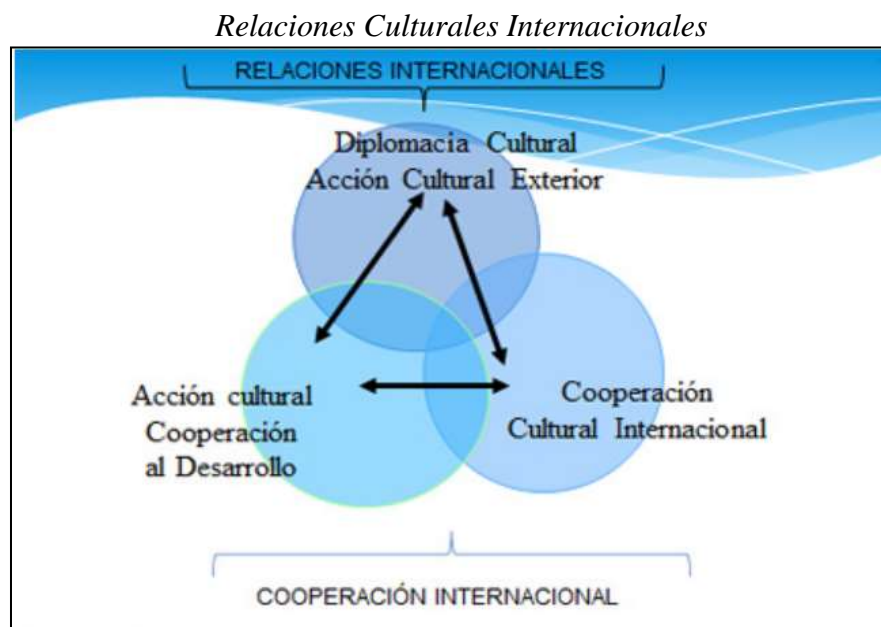 Relaciones Culturales Internacionales
RELACIONES INTERNACIONALES
Diplomacia Cultural
Acción Cultural Exterior
Acción cultural
Cooperación
al Desarrollo
Cooperación
Cultural Internacional
COOPERACIÓN INTERNACIONAL